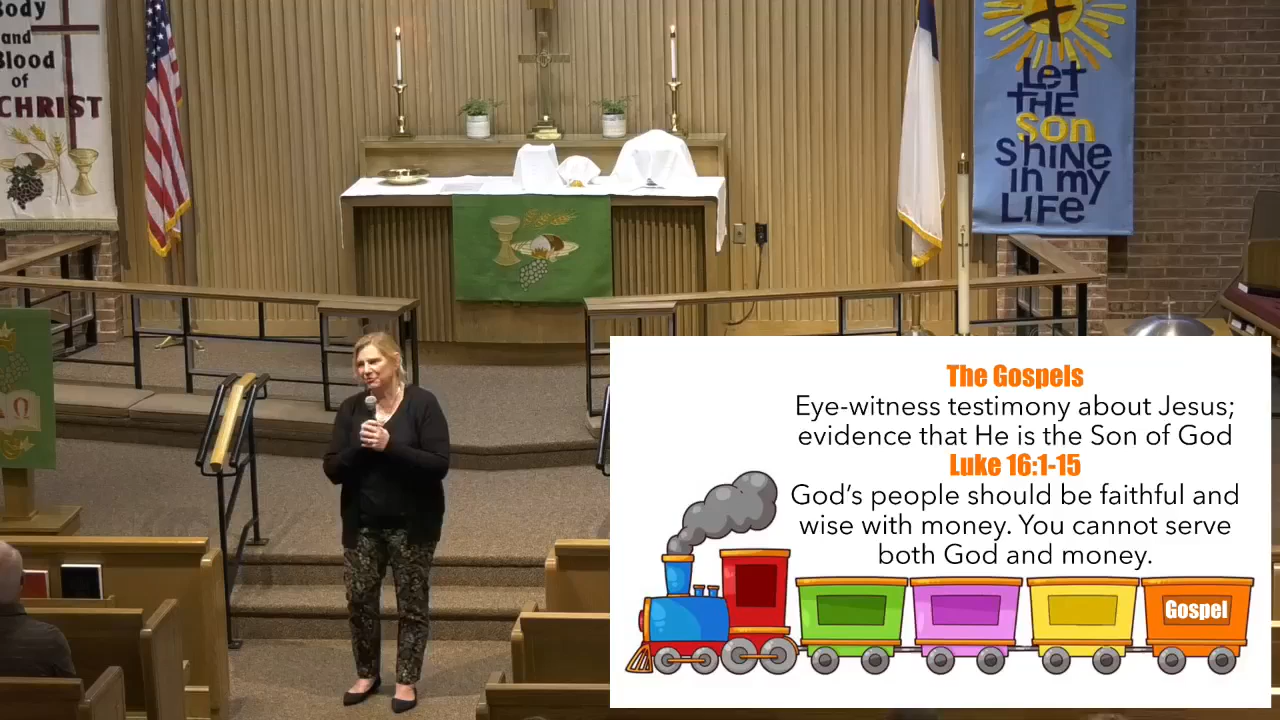 Body
and
Blood
of
CHRIST
Let
THE
SON
SHINE
in my
LIFE
The Gospels
Eye-witness testimony about Jesus;
evidence that He is the Son of God
Luke 16:1-15
God's people should be faithful and
wise with money. You cannot serve
both God and money.
Gospel